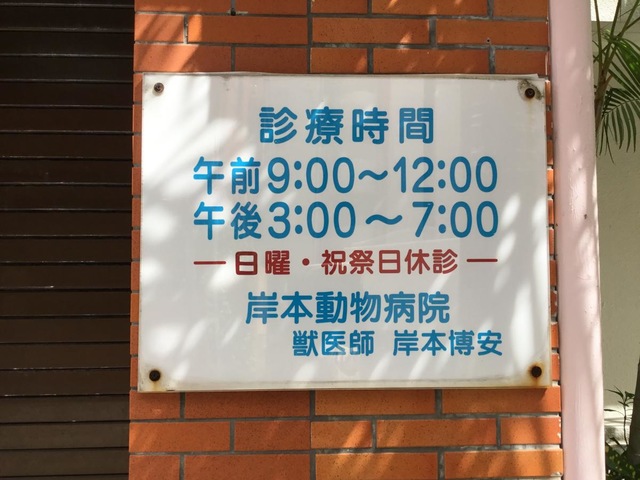 診療時間
午前9:00〜12:00
午後3:00〜7:00
―日曜・祝祭日休診―
岸本動物病院
獣医師 岸本博安